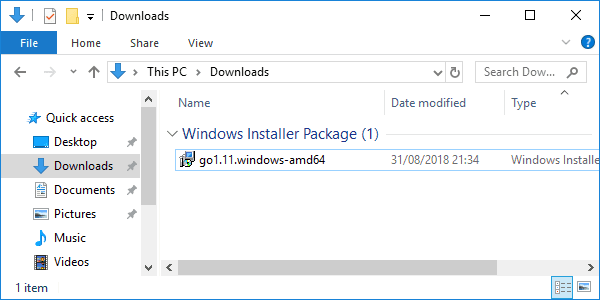 Downloads
File Home Share View
This PC Downloads Search Dow...
Name Date modified Type
Quick access
Windows Installer Package (1)
Desktop
Downloads go1.11.windows-amd64 31/08/2018 21:34 Windows Installe
Documents
Pictures
Music
Videos
1 item